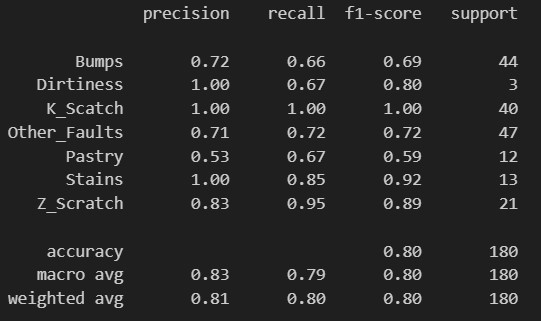 precision recall f1-score support
Bumps 0.72 0.66 0.69 44
Dirtiness 1.00 0.67 0.80 3
K_Scatch 1.00 1.00 1.00 40
Other_Faults 0.71 0.72 0.72 47
Pastry 0.53 0.67 0.59 12
Stains 1.00 0.85 0.92 13
Z_Scratch 0.83 0.95 0.89 21
accuracy 0.80 180
macro avg 0.83 0.79 0.80 180
weighted avg 0.81 0.80 0.80 180